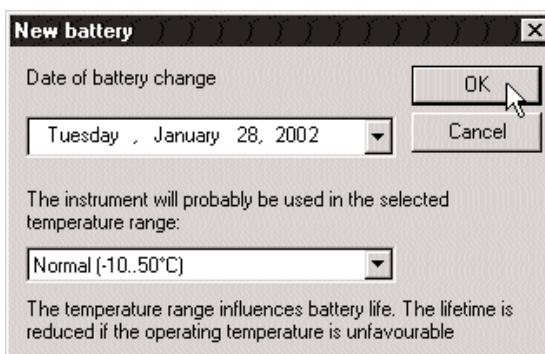 New battery
Date of battery change
OK
Tuesday , January 28, 2002
Cancel
The instrument will probably be used in the selected
temperature range:
Normal (-10..50°C)
The temperature range influences battery life. The lifetime is
reduced if the operating temperature is unfavourable